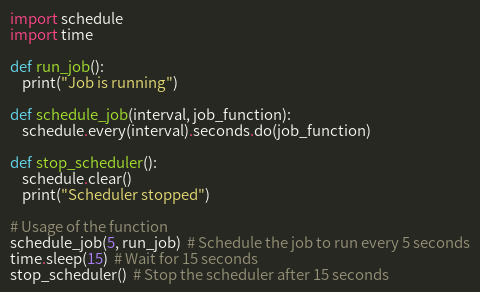 import schedule
import time

def run_job():
    print("Job is running")

def schedule_job(interval, job_function):
    schedule.every(interval).seconds.do(job_function)

def stop_scheduler():
    schedule.clear()
    print("Scheduler stopped")

# Usage of the function
schedule_job(5, run_job)  # Schedule the job to run every 5 seconds
time.sleep(15)  # Wait for 15 seconds
stop_scheduler()  # Stop the scheduler after 15 seconds